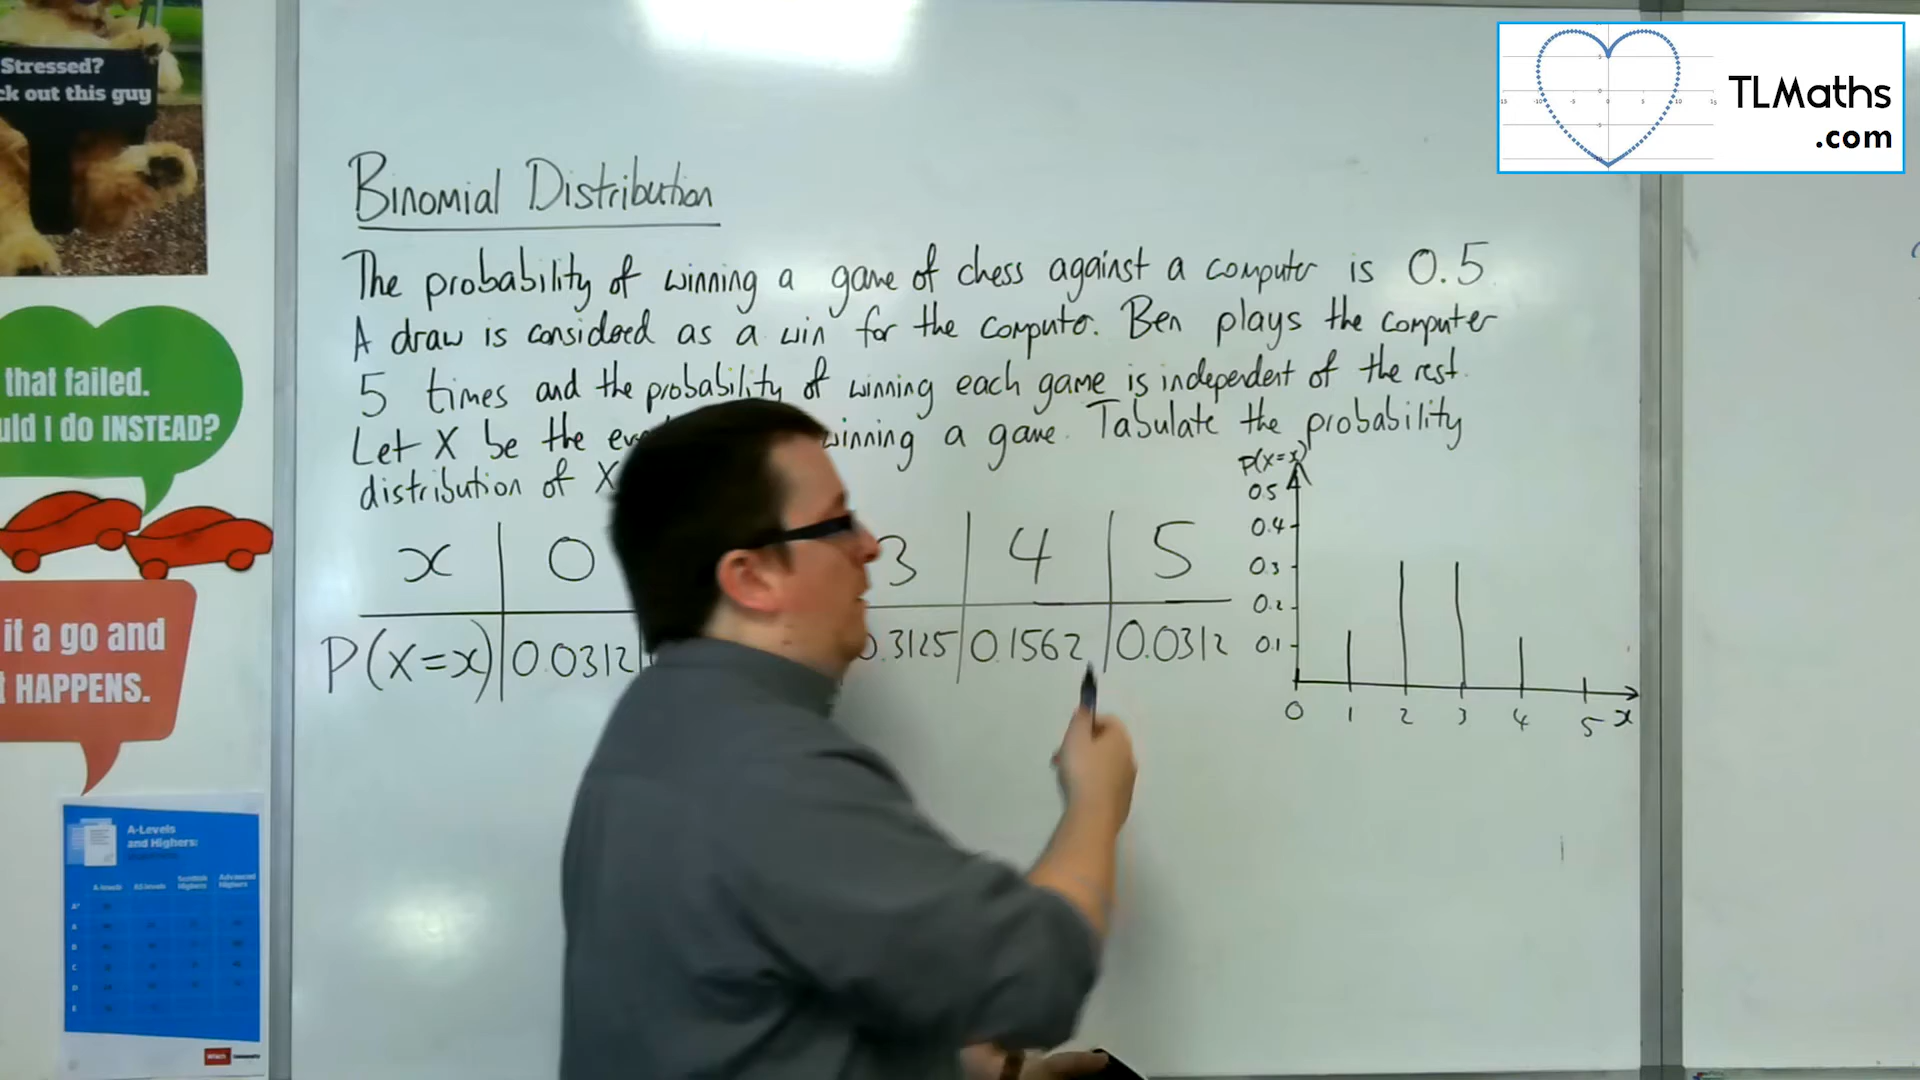 Stressed?
ck out this guy
that failed.
uld I do INSTEAD?
it a go and
t HAPPENS.
A-Levels
and Highers:
TLMaths
.com
Binomial Distribution
The probability of winning a game of chess against a computer is 0.5
A draw is considered as a win for the computer. Ben plays the computer
5 times and the probability of winning each game is independent of the rest.
Let X be the eve winning a game. Tabulate the probability
distribution of X
x 0 3 4 5
P(X=x) 0.0312 0.3125 0.1562 0.0312
P(X=x)
0.5
0.4
0.3
0.2
0.1
0 1 2 3 4 5 x